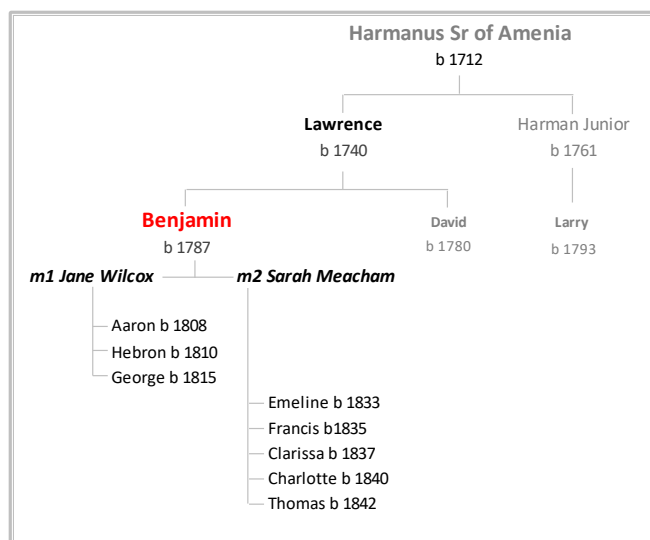 Harmanus Sr of Amenia
b 1712
Lawrence Harman Junior
b 1740 b 1761
Benjamin David Larry
b 1787 b 1780 b 1793
m1 Jane Wilcox m2 Sarah Meacham
Aaron b 1808
Hebron b 1810
George b 1815
Emeline b 1833
Francis b1835
Clarissa b 1837
Charlotte b 1840
Thomas b 1842